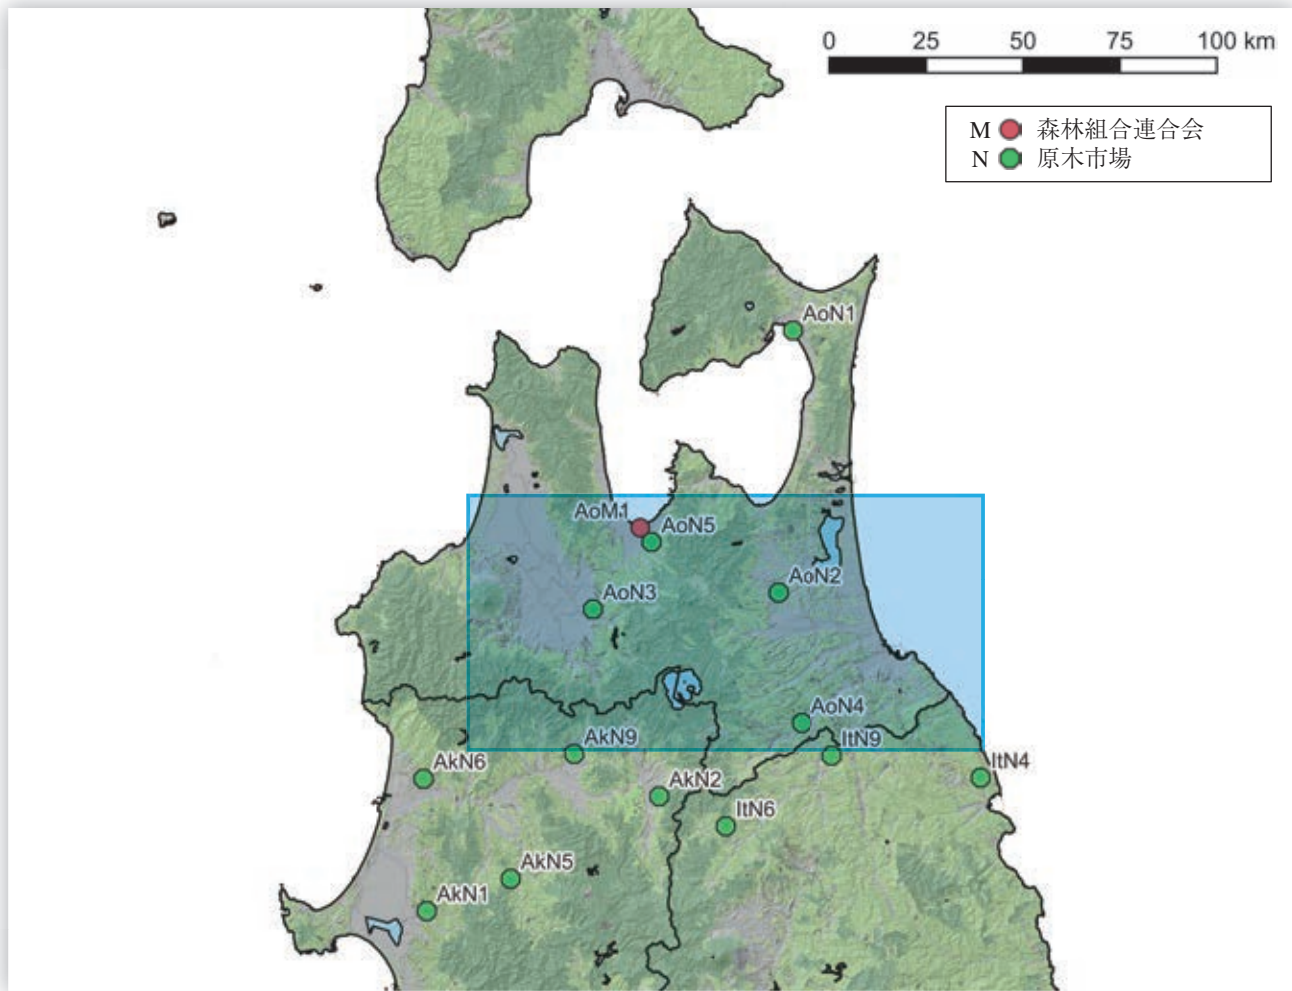 0 25 50 75 100 km
M 森林組合連合会
N 原木市場
AoN1
AoM1
AoN5
AoN2
AoN3
AoN4
AkN9
ItN9
AkN6
ItN4
AkN2
ItN6
AkN5
AkN1